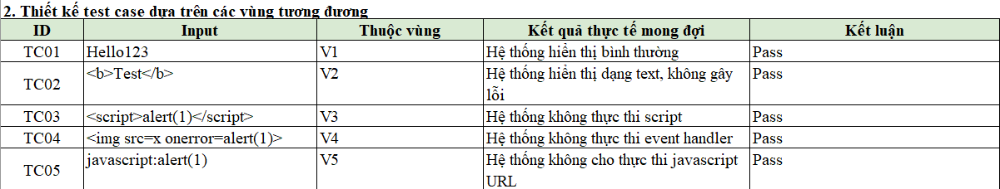 2. Thiết kế test case dựa trên các vùng tương đương
ID Input Thuộc vùng Kết quả thực tế mong đợi Kết luận
TC01 Hello123 V1 Hệ thống hiển thị bình thường Pass
TC02 <b>Test</b> V2 Hệ thống hiển thị dạng text, không gây lỗi Pass
TC03 <script>alert(1)</script> V3 Hệ thống không thực thi script Pass
TC04 <img src=x onerror=alert(1)> V4 Hệ thống không thực thi event handler Pass
TC05 javascript:alert(1) V5 Hệ thống không cho thực thi javascript URL Pass